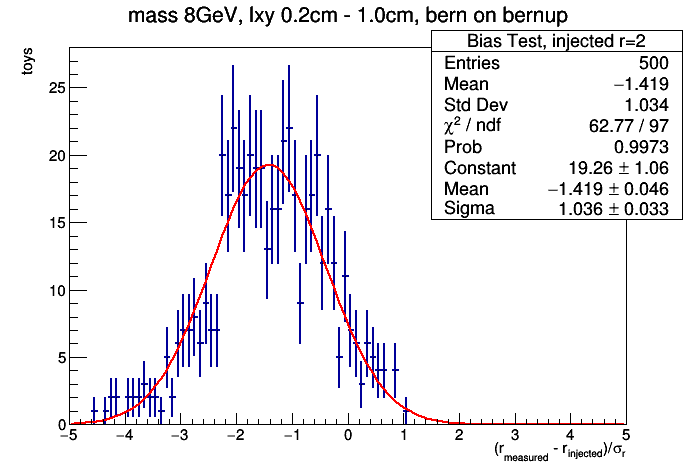 mass 8GeV, lxy 0.2cm - 1.0cm, bern on bernup
Bias Test, injected r=2
Entries 500
Mean −1.419
Std Dev 1.034
χ² / ndf 62.77 / 97
Prob 0.9973
Constant 19.26 ± 1.06
Mean −1.419 ± 0.046
Sigma 1.036 ± 0.033
toys
25
20
15
10
5
0
−5 −4 −3 −2 −1 0 1 2 3 4 5
(r measured - r injected)/σr